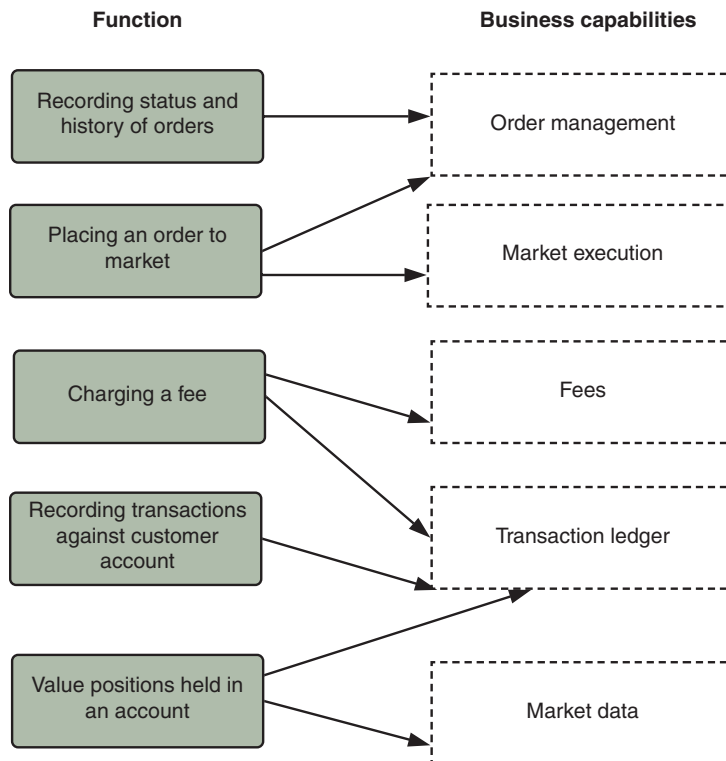 Function
Business capabilities
Recording status and
history of orders
Order management
Placing an order to
market
Market execution
Charging a fee
Fees
Recording transactions
against customer
account
Transaction ledger
Value positions held in
an account
Market data